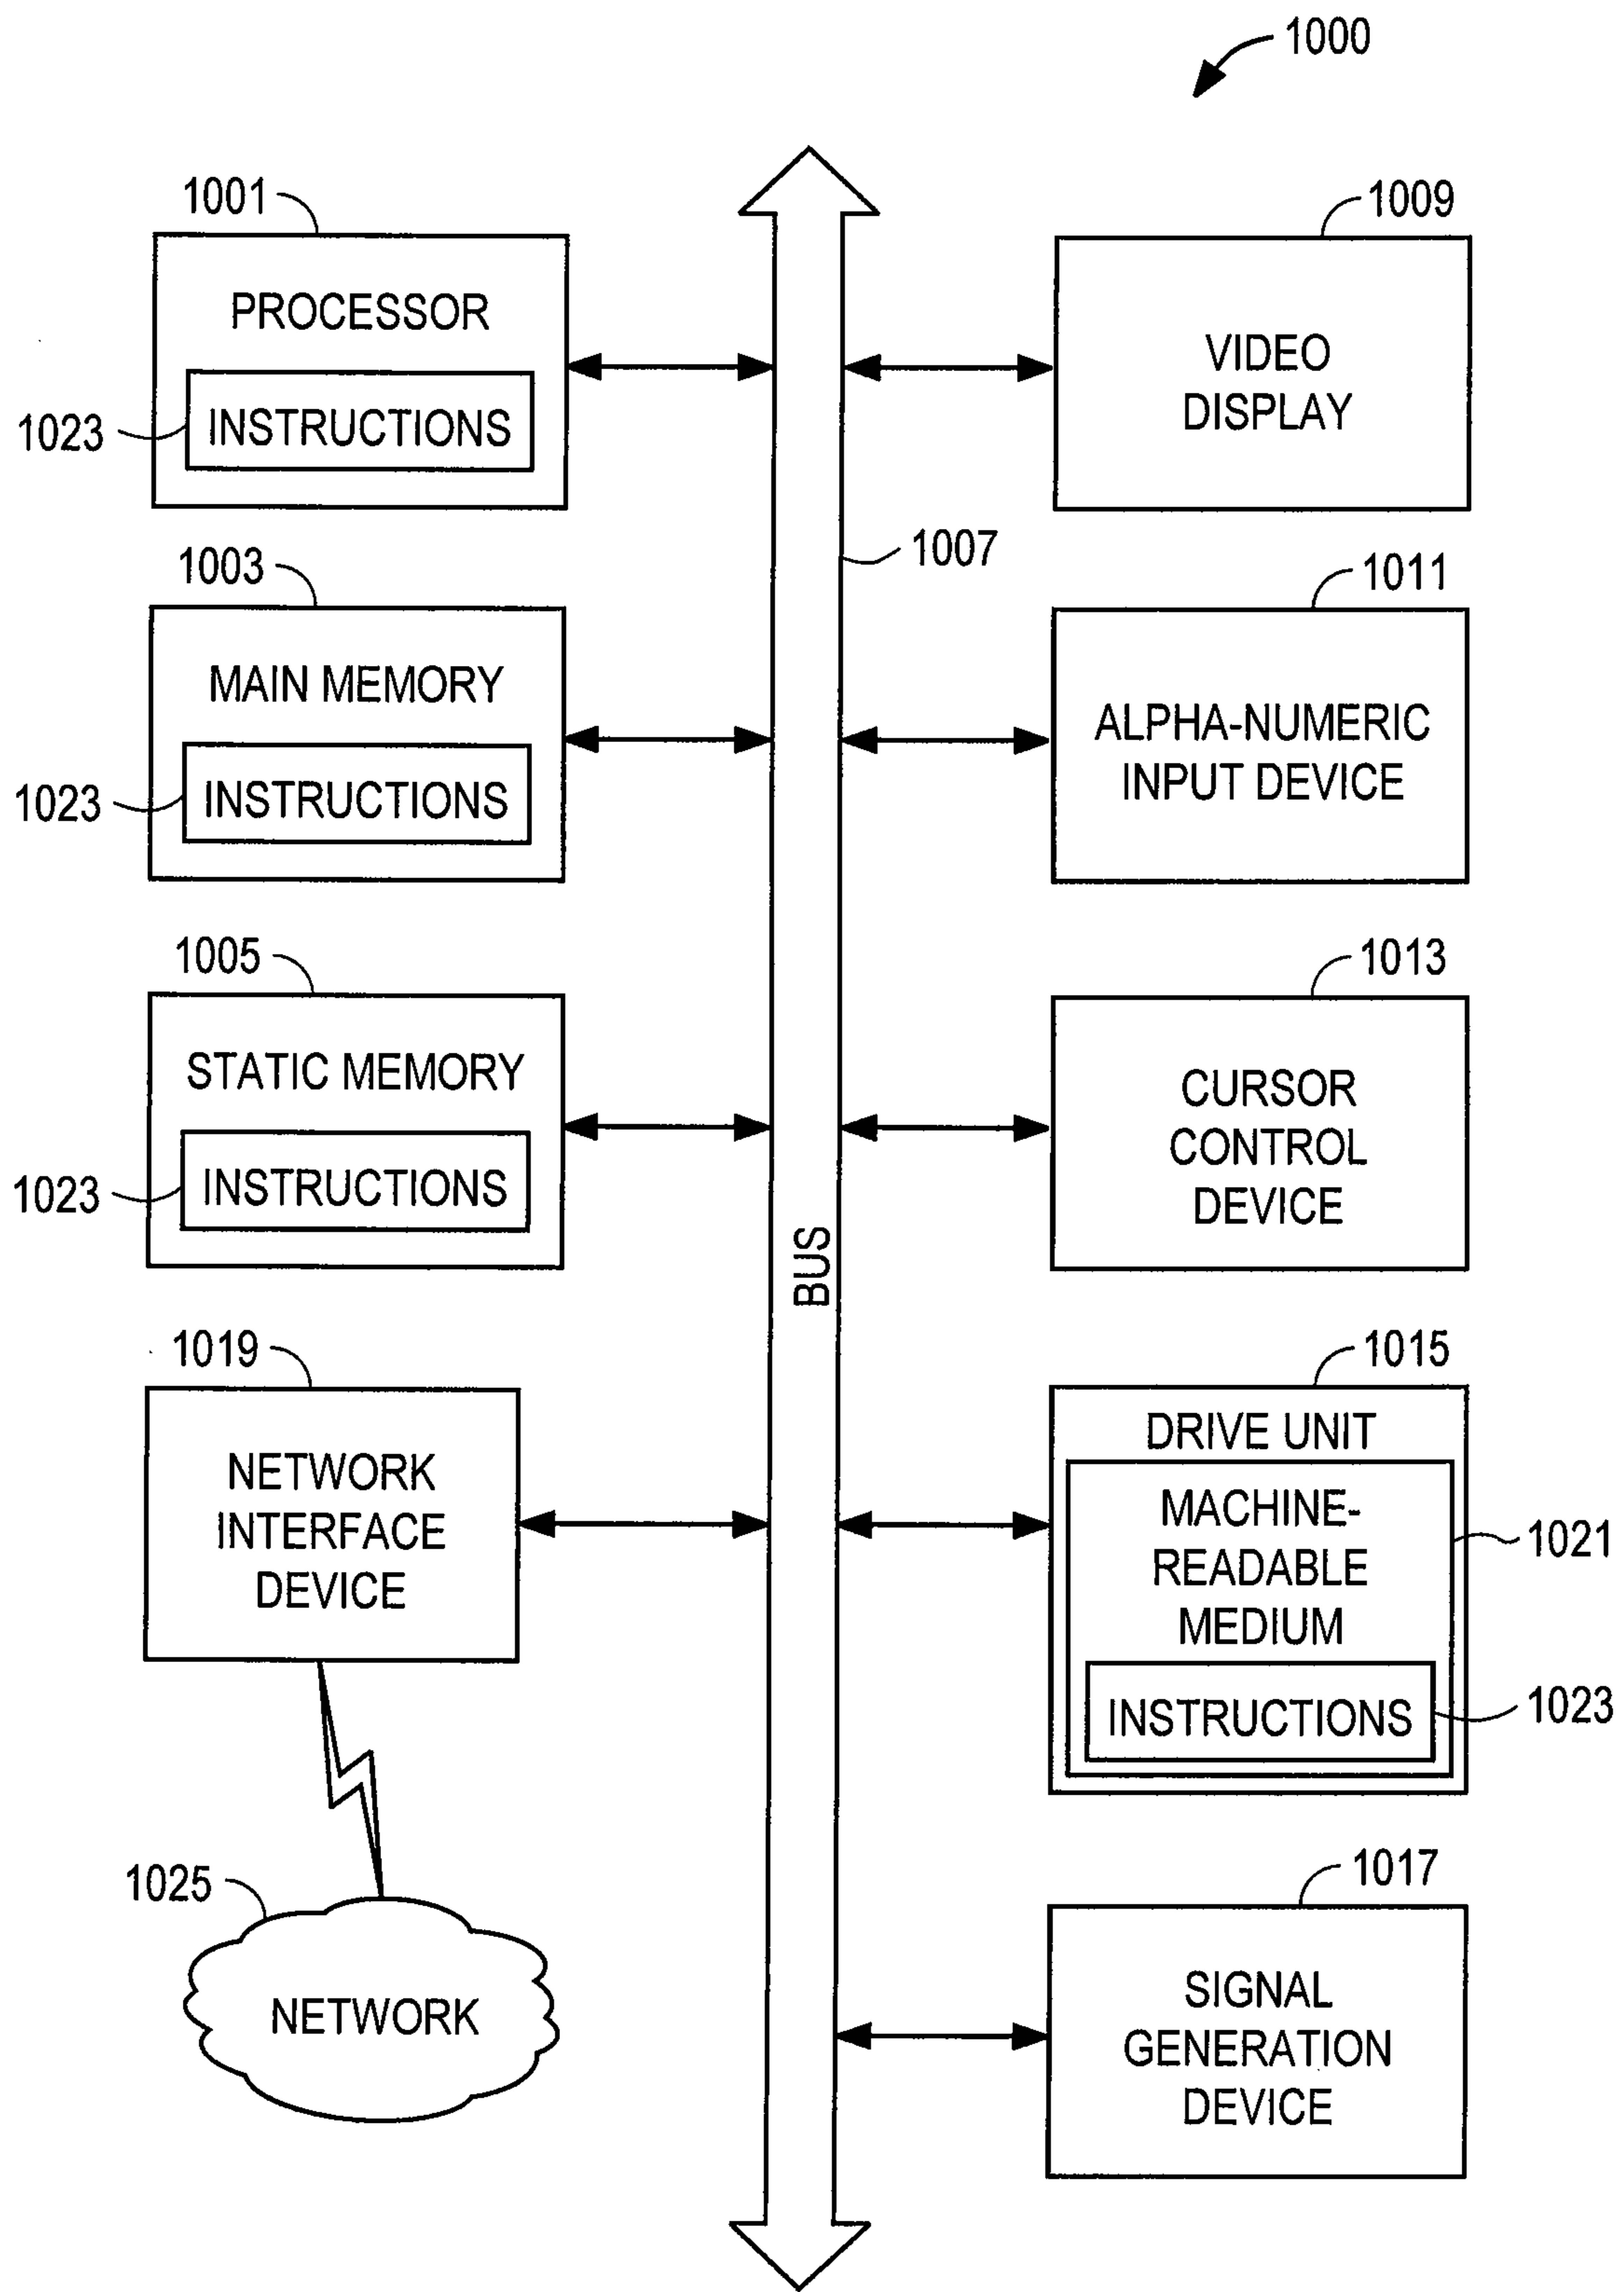 1000
1001
PROCESSOR
1023
INSTRUCTIONS
1009
VIDEO
DISPLAY
1007
1003
MAIN MEMORY
1023
INSTRUCTIONS
1011
ALPHA-NUMERIC
INPUT DEVICE
1005
STATIC MEMORY
1023
INSTRUCTIONS
1013
CURSOR
CONTROL
DEVICE
BUS
1019
NETWORK
INTERFACE
DEVICE
1015
DRIVE UNIT
MACHINE-
READABLE
MEDIUM
1021
INSTRUCTIONS
1023
1025
NETWORK
1017
SIGNAL
GENERATION
DEVICE